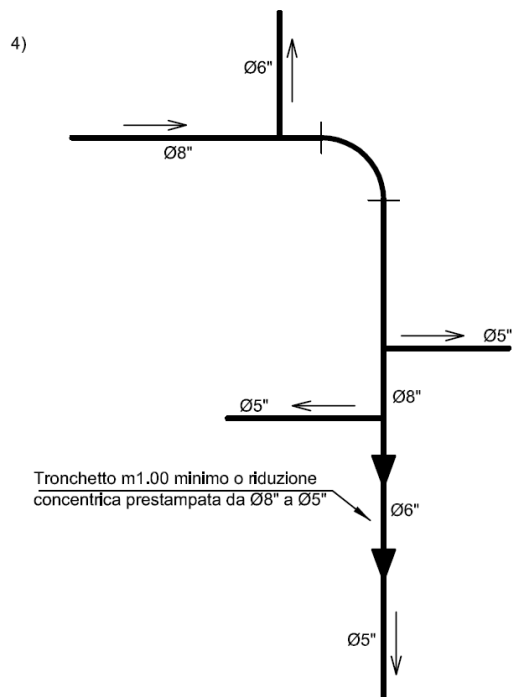 4)
Ø6"
Ø8"
Ø5"
Ø8"
Ø5"
Tronchetto m1.00 minimo o riduzione
concentrica prestampata da Ø8" a Ø5"
Ø6"
Ø5"